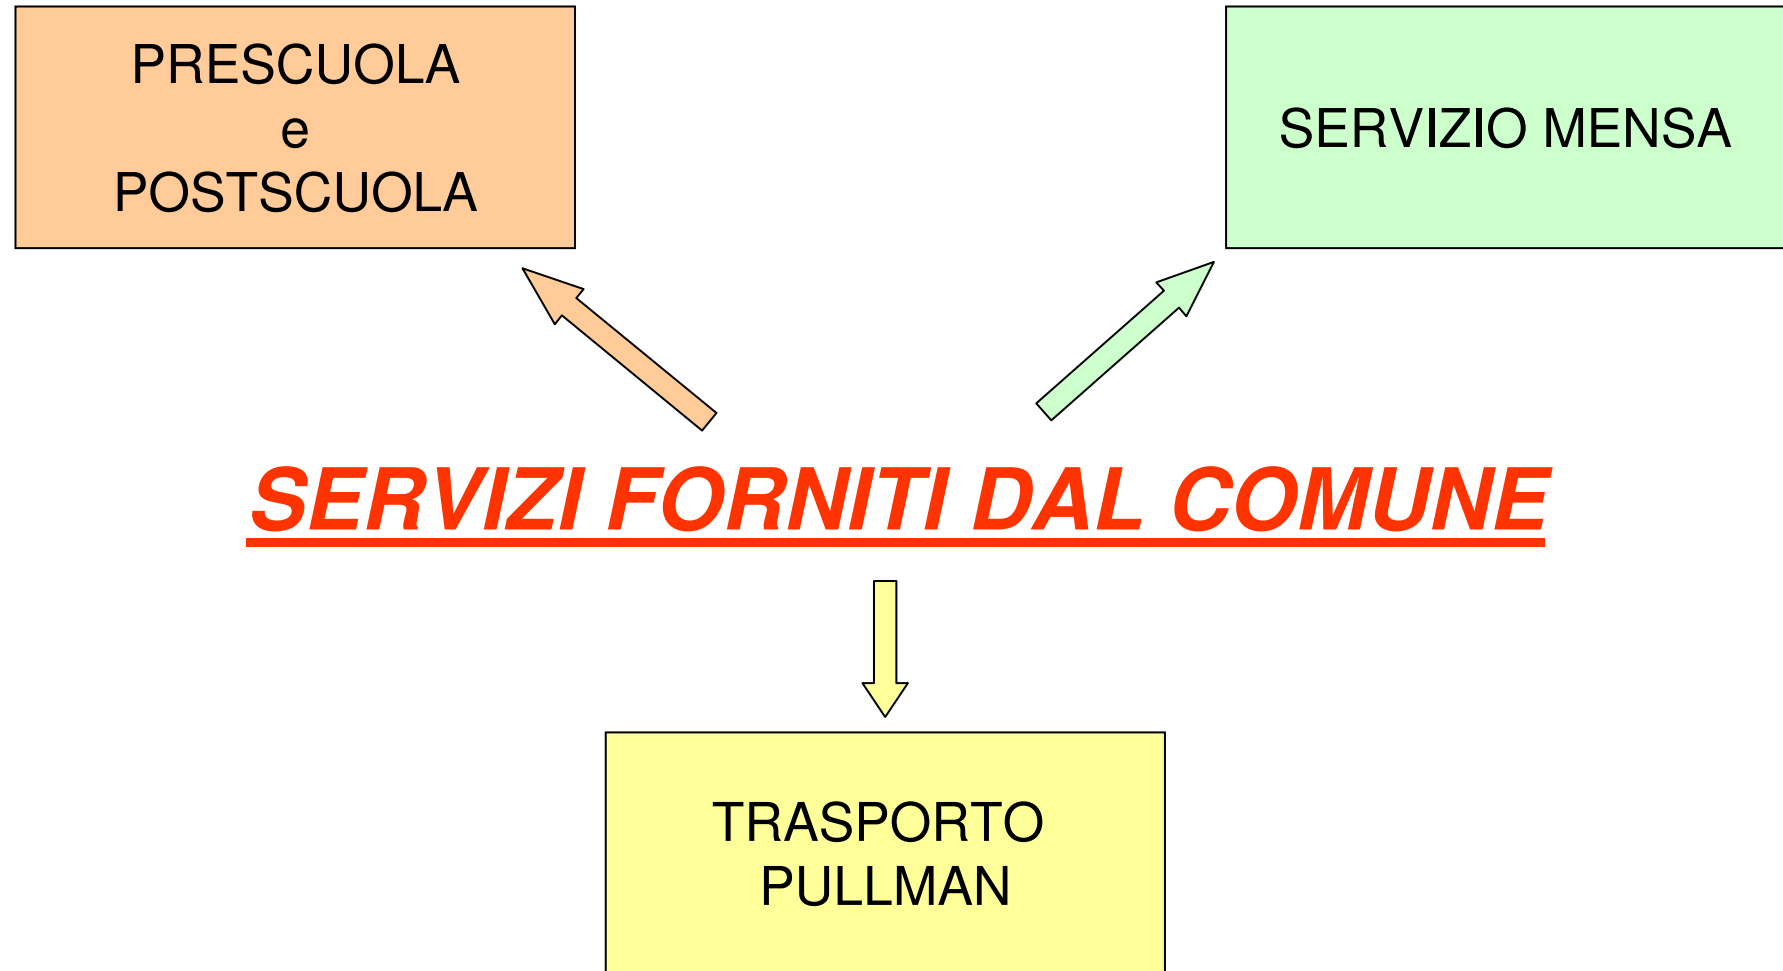 PRESCUOLA
e
POSTSCUOLA
SERVIZIO MENSA
SERVIZI FORNITI DAL COMUNE
TRASPORTO
PULLMAN